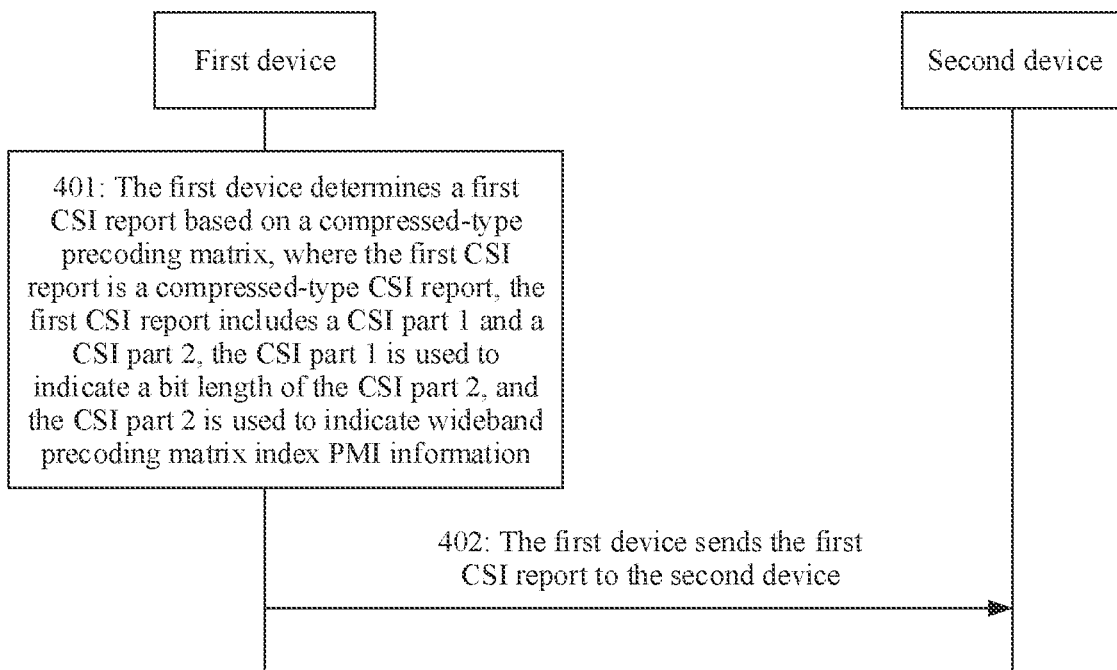 First device
Second device
401: The first device determines a first
CSI report based on a compressed-type
precoding matrix, where the first CSI
report is a compressed-type CSI report, the
first CSI report includes a CSI part 1 and a
CSI part 2, the CSI part 1 is used to
indicate a bit length of the CSI part 2, and
the CSI part 2 is used to indicate wideband
precoding matrix index PMI information
402: The first device sends the first
CSI report to the second device